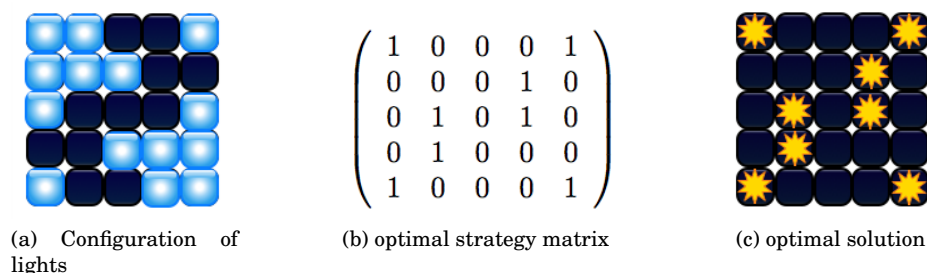 1 0 0 0 1
0 0 0 1 0
0 1 0 1 0
0 1 0 0 0
1 0 0 0 1
(a) Configuration of
lights
(b) optimal strategy matrix
(c) optimal solution